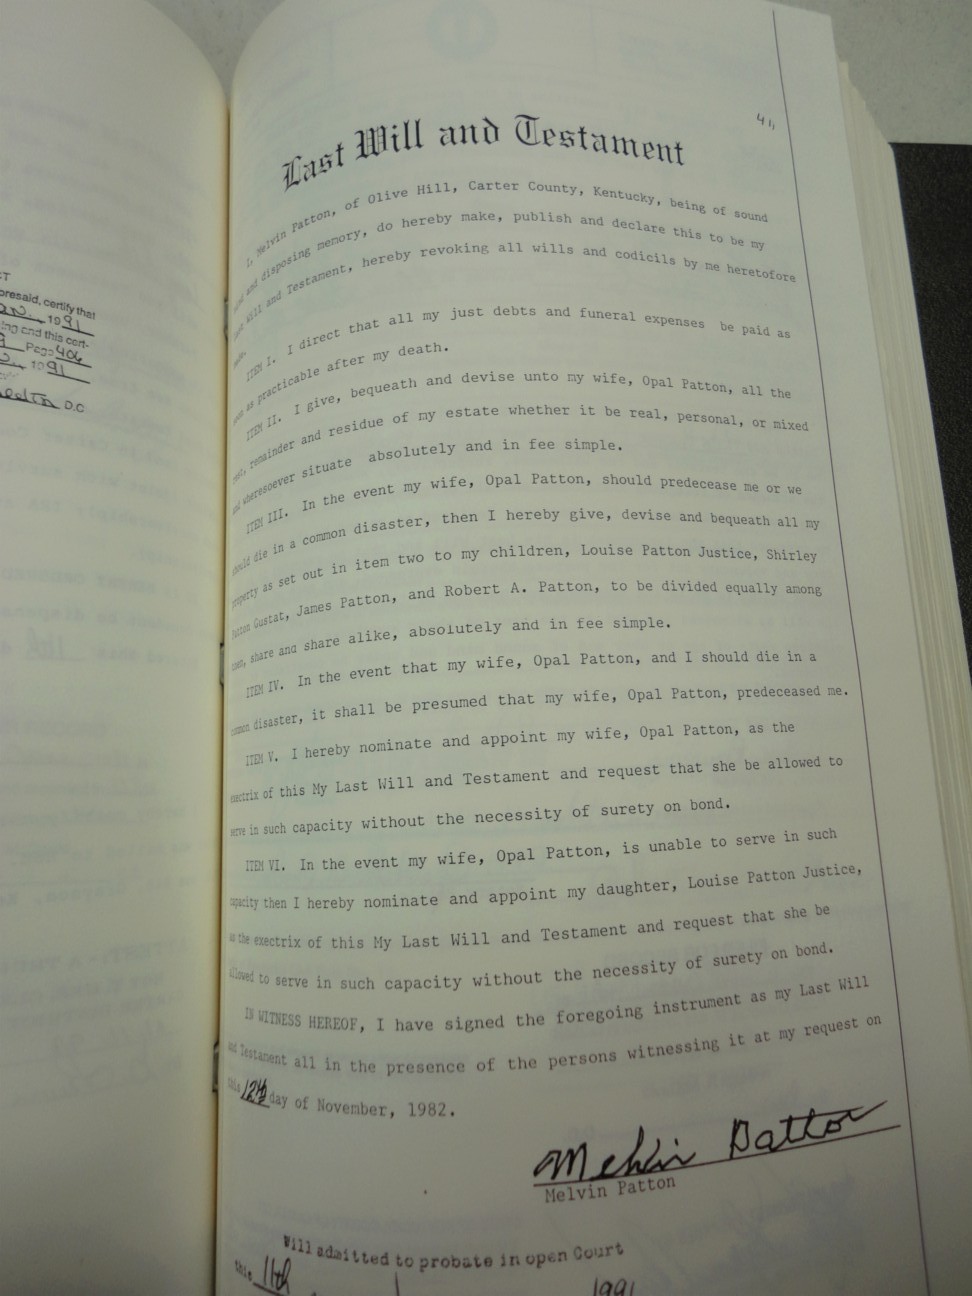 CT
oresaid, certify that
an. 1991
ing and this cert-
9 Page 406
1991
D.C
411
Last Will and Testament
I, Melvin Patton, of Olive Hill, Carter County, Kentucky, being of sound
mind and disposing memory, do hereby make, publish and declare this to be my
Last Will and Testament, hereby revoking all wills and codicils by me heretofore
made.
ITEM I. I direct that all my just debts and funeral expenses be paid as
soon as practicable after my death.
ITEM II. I give, bequeath and devise unto my wife, Opal Patton, all the
rest, remainder and residue of my estate whether it be real, personal, or mixed
and wheresoever situate absolutely and in fee simple.
ITEM III. In the event my wife, Opal Patton, should predecease me or we
should die in a common disaster, then I hereby give, devise and bequeath all my
property as set out in item two to my children, Louise Patton Justice, Shirley
Patton Gustat, James Patton, and Robert A. Patton, to be divided equally among
them, share and share alike, absolutely and in fee simple.
ITEM IV. In the event that my wife, Opal Patton, and I should die in a
common disaster, it shall be presumed that my wife, Opal Patton, predeceased me.
ITEM V. I hereby nominate and appoint my wife, Opal Patton, as the
exectrix of this My Last Will and Testament and request that she be allowed to
serve in such capacity without the necessity of surety on bond.
ITEM VI. In the event my wife, Opal Patton, is unable to serve in such
capacity then I hereby nominate and appoint my daughter, Louise Patton Justice,
as the exectrix of this My Last Will and Testament and request that she be
allowed to serve in such capacity without the necessity of surety on bond.
IN WITNESS HEREOF, I have signed the foregoing instrument as my Last Will
and Testament all in the presence of the persons witnessing it at my request on
this 12th day of November, 1982.
Melvin Patton
Melvin Patton
Will admitted to probate in open Court
this 11th 1991